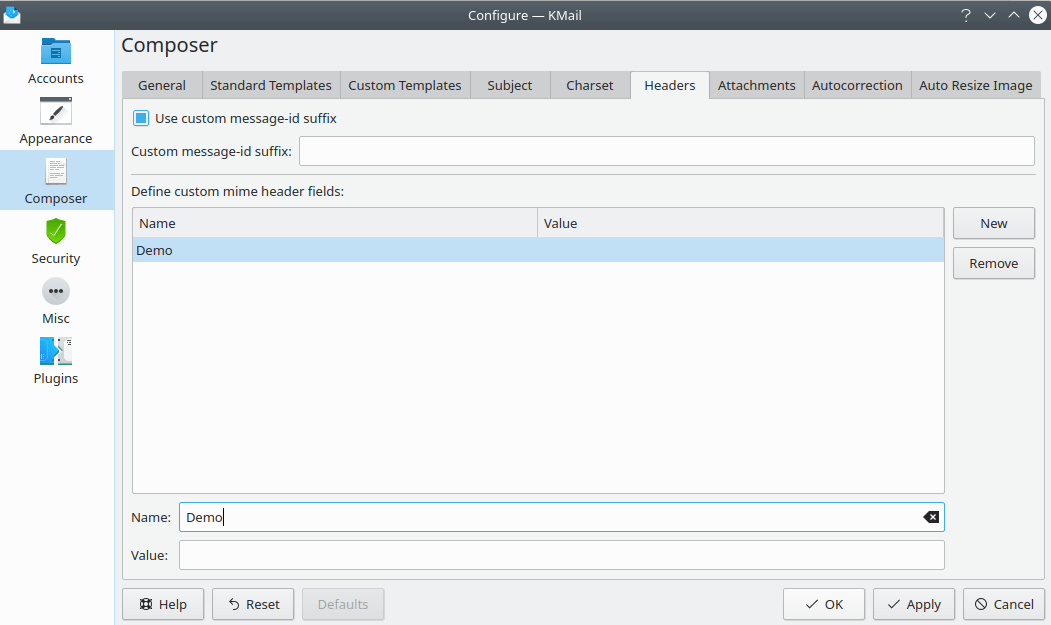 Configure — KMail
Accounts
Appearance
Composer
Security
Misc
Plugins
Composer
General Standard Templates Custom Templates Subject Charset Headers Attachments Autocorrection Auto Resize Image
Use custom message-id suffix
Custom message-id suffix:
Define custom mime header fields:
Name Value
Demo
New
Remove
Name: Demo
Value:
Help Reset Defaults OK Apply Cancel